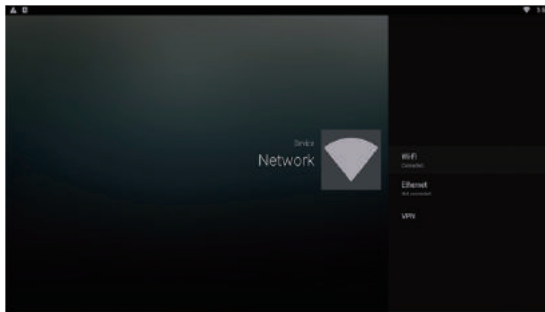 Device
Network
Wi-Fi
Connected
Ethernet
Not connected
VPN